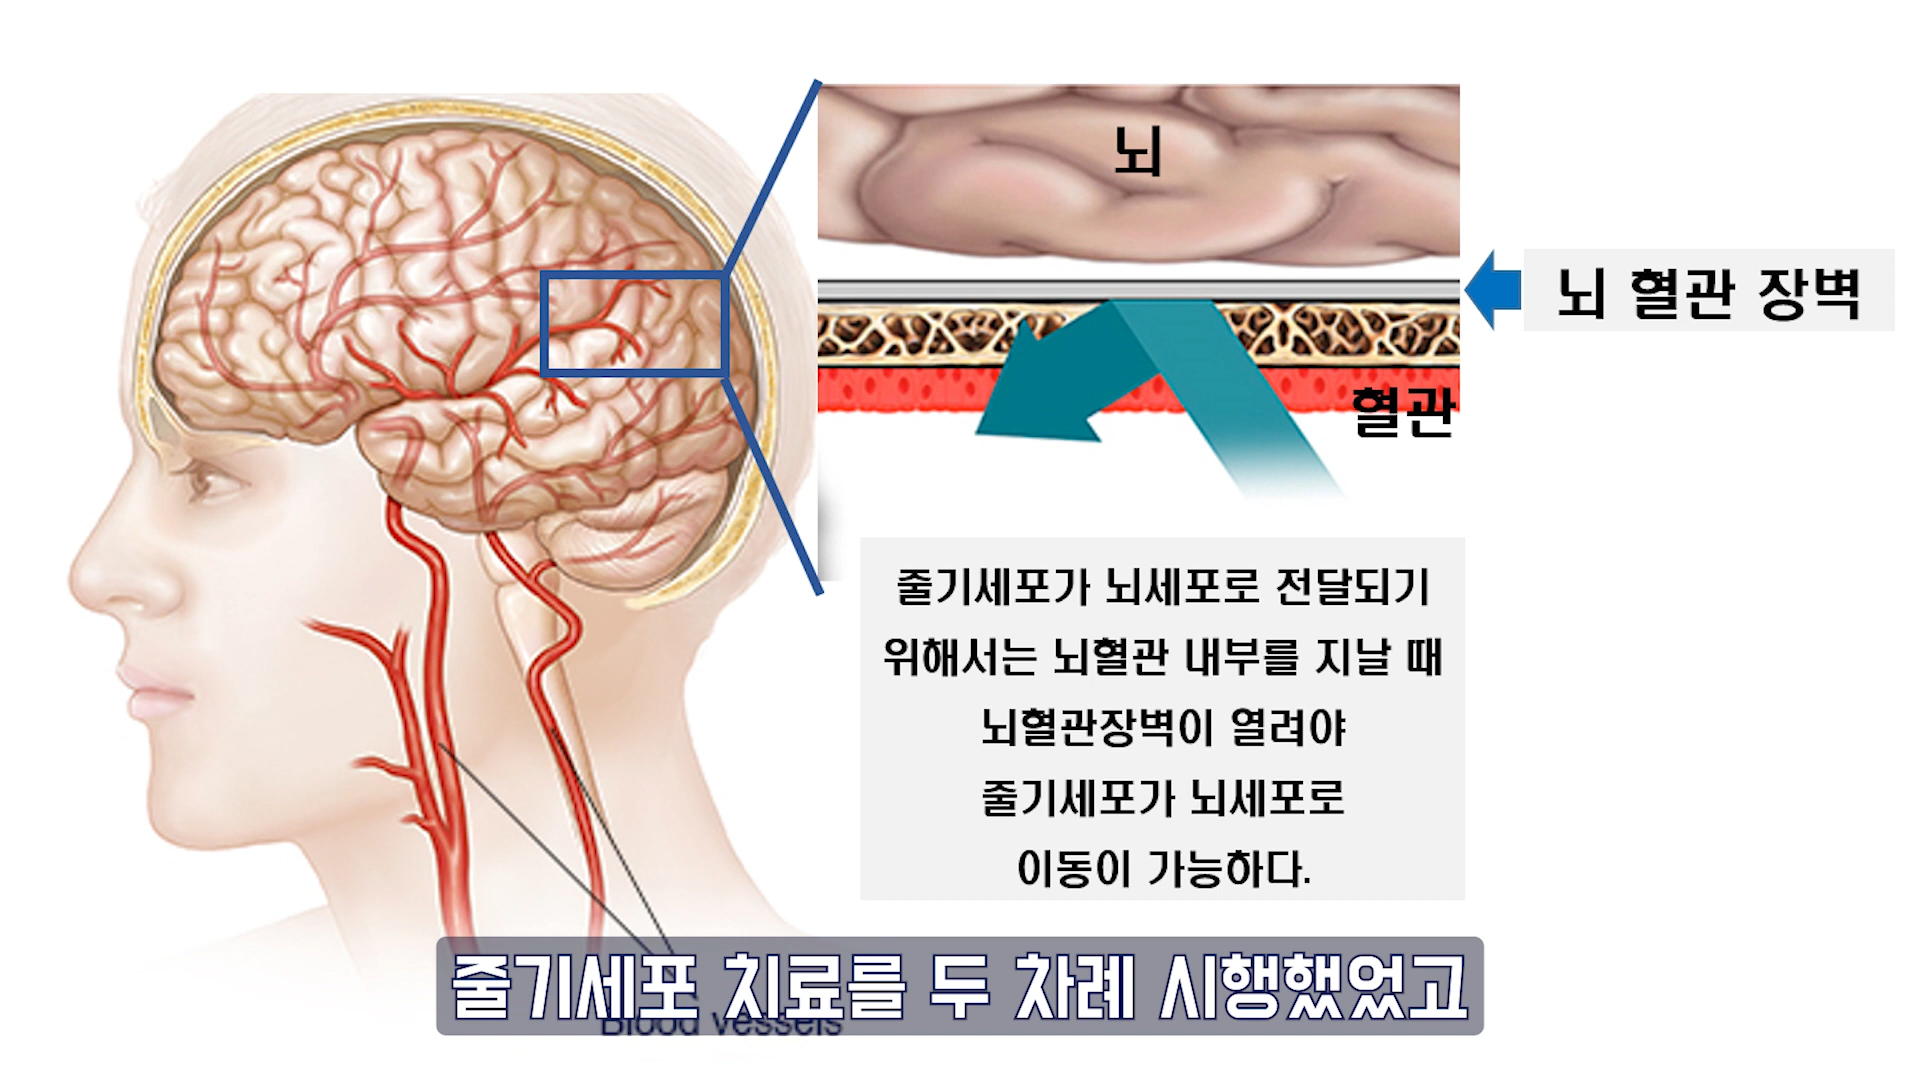 뇌
뇌 혈관 장벽
혈관
줄기세포가 뇌세포로 전달되기
위해서는 뇌혈관 내부를 지날 때
뇌혈관장벽이 열려야
줄기세포가 뇌세포로
이동이 가능하다.
줄기세포 치료를 두 차례 시행했었고
Blood vessels